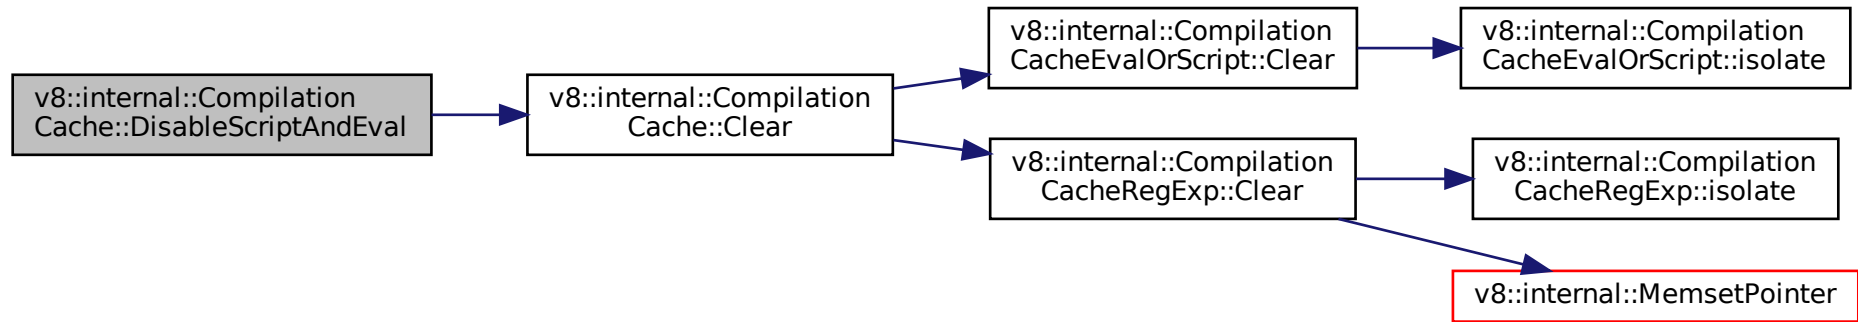 v8::internal::Compilation
Cache::DisableScriptAndEval
v8::internal::Compilation
Cache::Clear
v8::internal::Compilation
CacheEvalOrScript::Clear
v8::internal::Compilation
CacheEvalOrScript::isolate
v8::internal::Compilation
CacheRegExp::Clear
v8::internal::Compilation
CacheRegExp::isolate
v8::internal::MemsetPointer